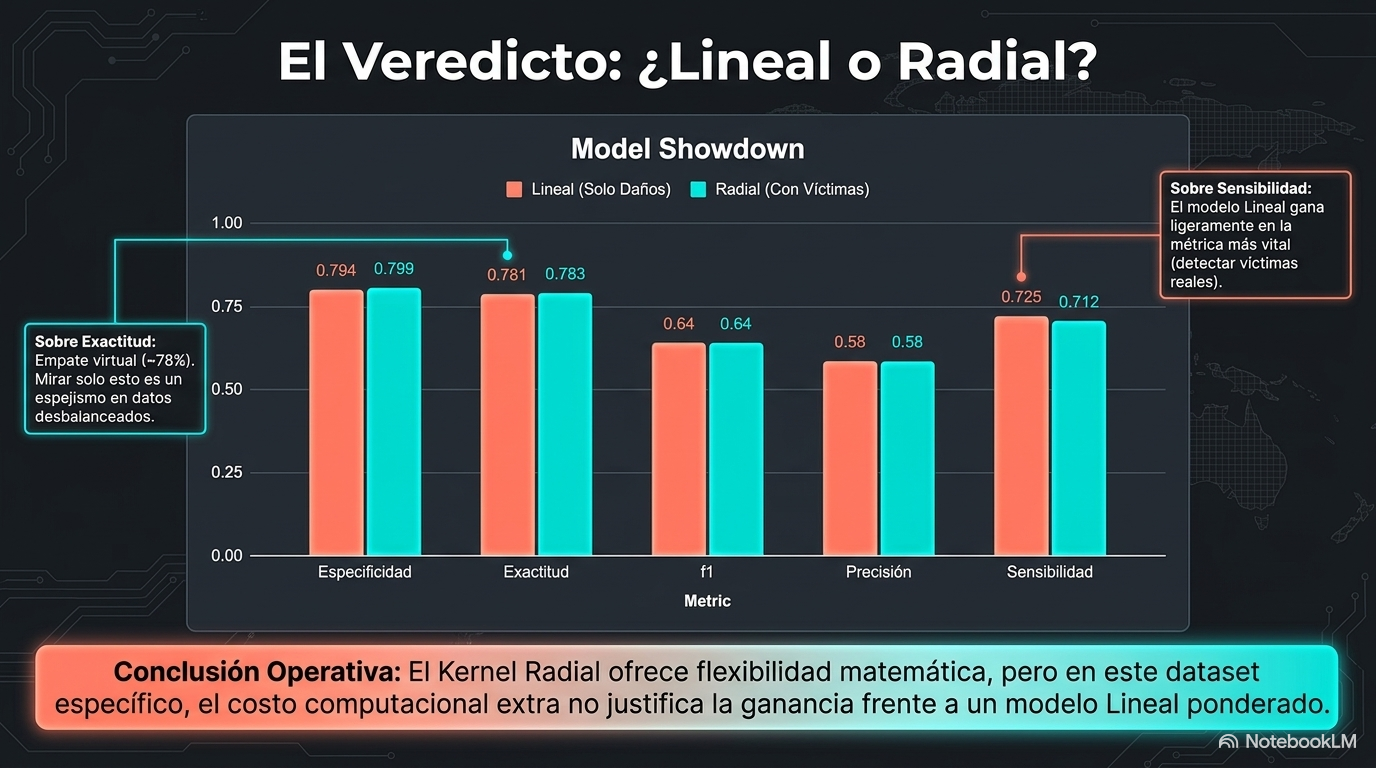 El Veredicto: ¿Lineal o Radial?
Model Showdown
Lineal (Solo Daños)
Radial (Con Víctimas)
Sobre Sensibilidad:
El modelo Lineal gana
ligeramente en la
métrica más vital
(detectar víctimas
reales).
Sobre Exactitud:
Empate virtual (~78%).
Mirar solo esto es un
espejismo en datos
desbalanceados.
1.00
0.75
0.50
0.25
0.00
0.794
0.799
0.781
0.783
0.64
0.64
0.58
0.58
0.725
0.712
Especificidad
Exactitud
f1
Precisión
Sensibilidad
Metric
Conclusión Operativa: El Kernel Radial ofrece flexibilidad matemática, pero en este dataset
específico, el costo computacional extra no justifica la ganancia frente a un modelo Lineal ponderado.
NotebookLM